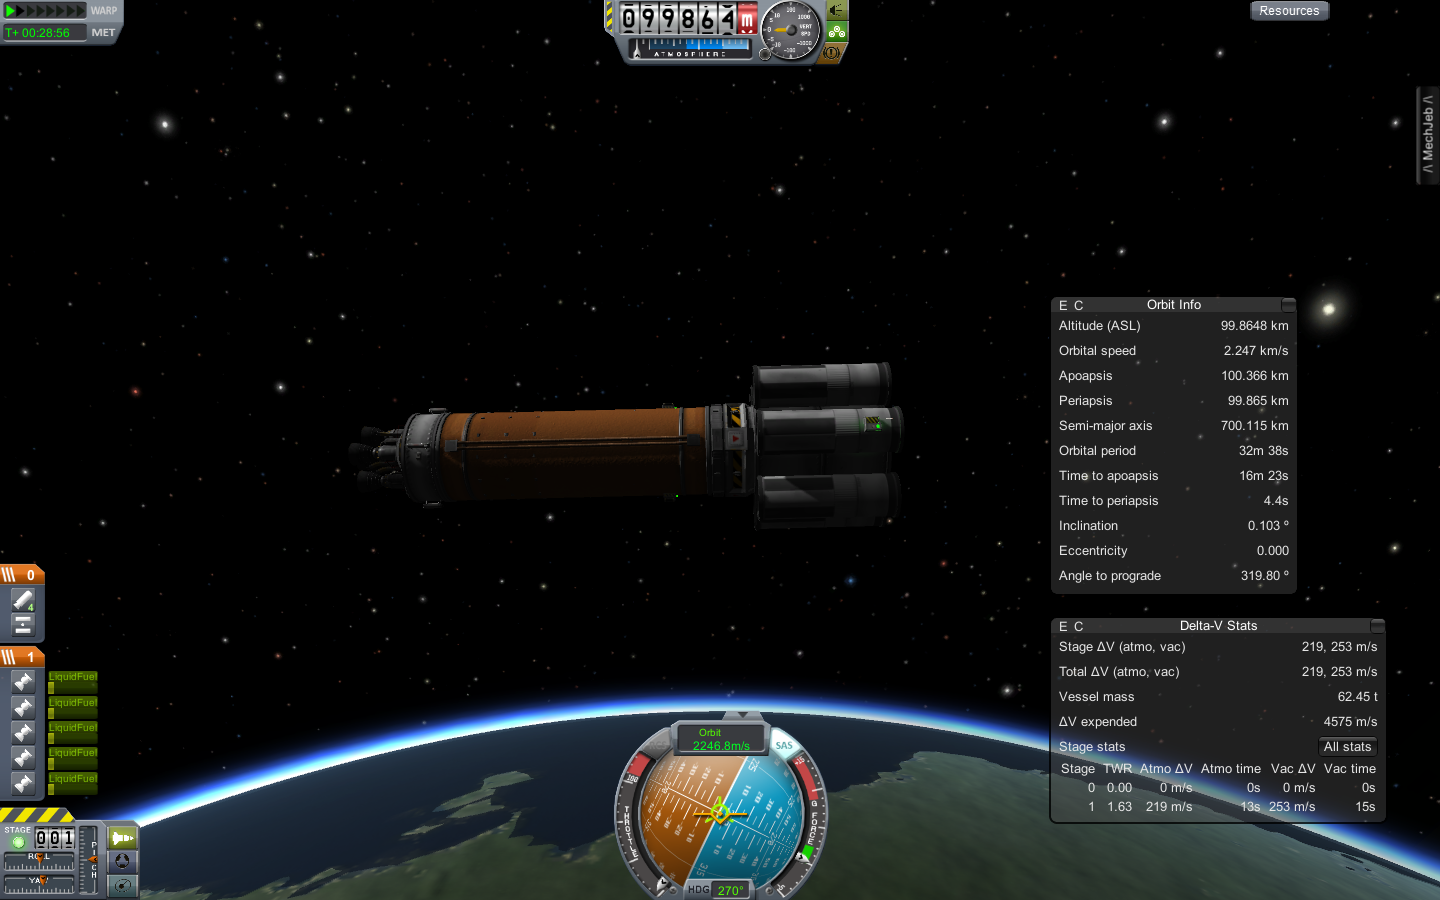 WARP
T+ 00:28:56 MET
099864 m
ATMOSPHERE
Resources
/\ MechJeb /\
E C Orbit Info
Altitude (ASL) 99.8648 km
Orbital speed 2.247 km/s
Apoapsis 100.366 km
Periapsis 99.865 km
Semi-major axis 700.115 km
Orbital period 32m 38s
Time to apoapsis 16m 23s
Time to periapsis 4.4s
Inclination 0.103 º
Eccentricity 0.000
Angle to prograde 319.80 º
E C Delta-V Stats
Stage ΔV (atmo, vac) 219, 253 m/s
Total ΔV (atmo, vac) 219, 253 m/s
Vessel mass 62.45 t
ΔV expended 4575 m/s
Stage stats All stats
Stage TWR Atmo ΔV Atmo time Vac ΔV Vac time
0 0.00 0 m/s 0s 0 m/s 0s
1 1.63 219 m/s 13s 253 m/s 15s
0
4
1
LiquidFuel
LiquidFuel
LiquidFuel
LiquidFuel
LiquidFuel
STAGE 001
ROLL
YAW
PITCH
Orbit
2246.8m/s
SAS
THROTTLE
G FORCE
HDG 270°